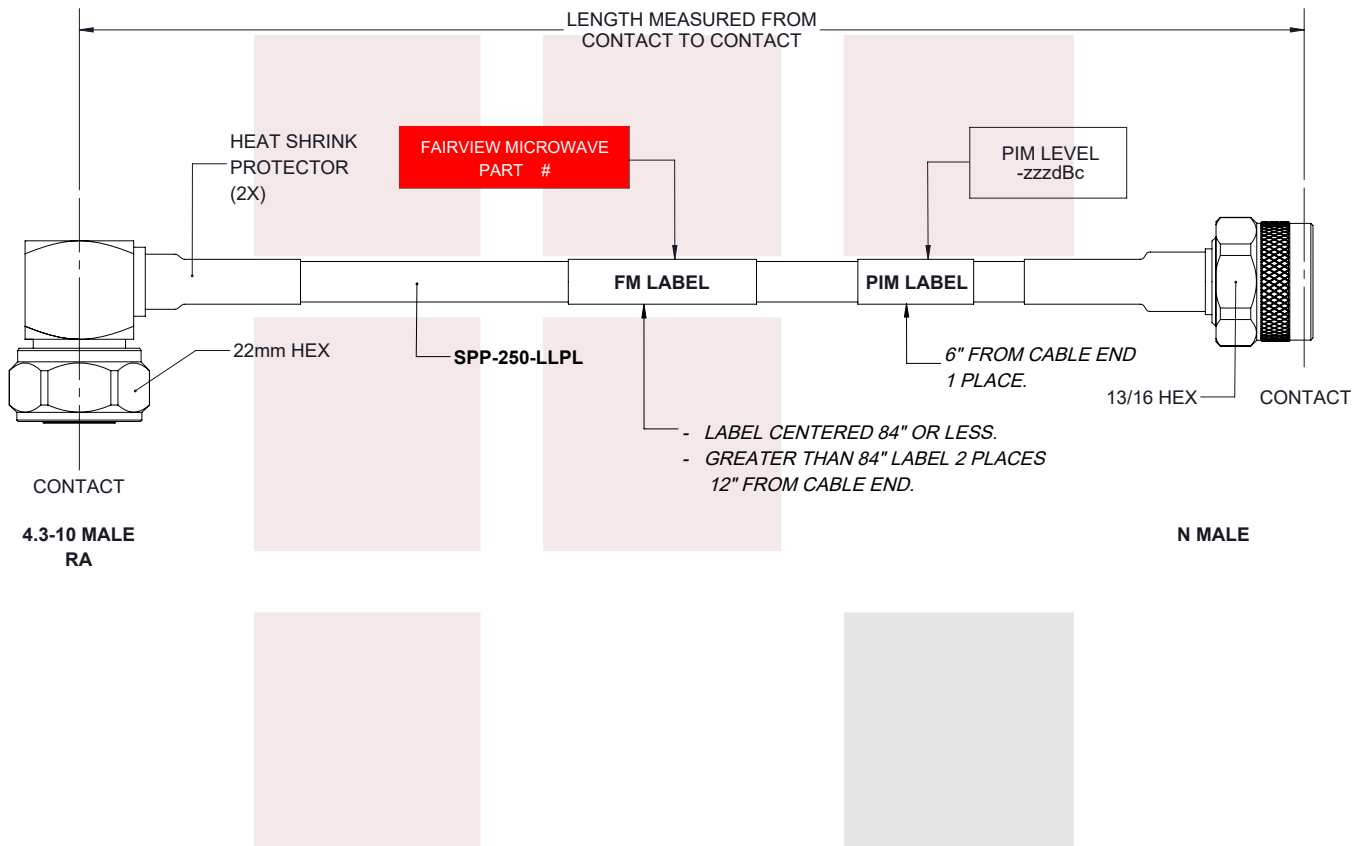 LENGTH MEASURED FROM
CONTACT TO CONTACT
HEAT SHRINK
PROTECTOR
(2X)
FAIRVIEW MICROWAVE
PART #
PIM LEVEL
-zzzdBc
FM LABEL
PIM LABEL
22mm HEX
SPP-250-LLPL
6" FROM CABLE END
1 PLACE.
13/16 HEX
CONTACT
- LABEL CENTERED 84" OR LESS.
- GREATER THAN 84" LABEL 2 PLACES
12" FROM CABLE END.
CONTACT
4.3-10 MALE
RA
N MALE